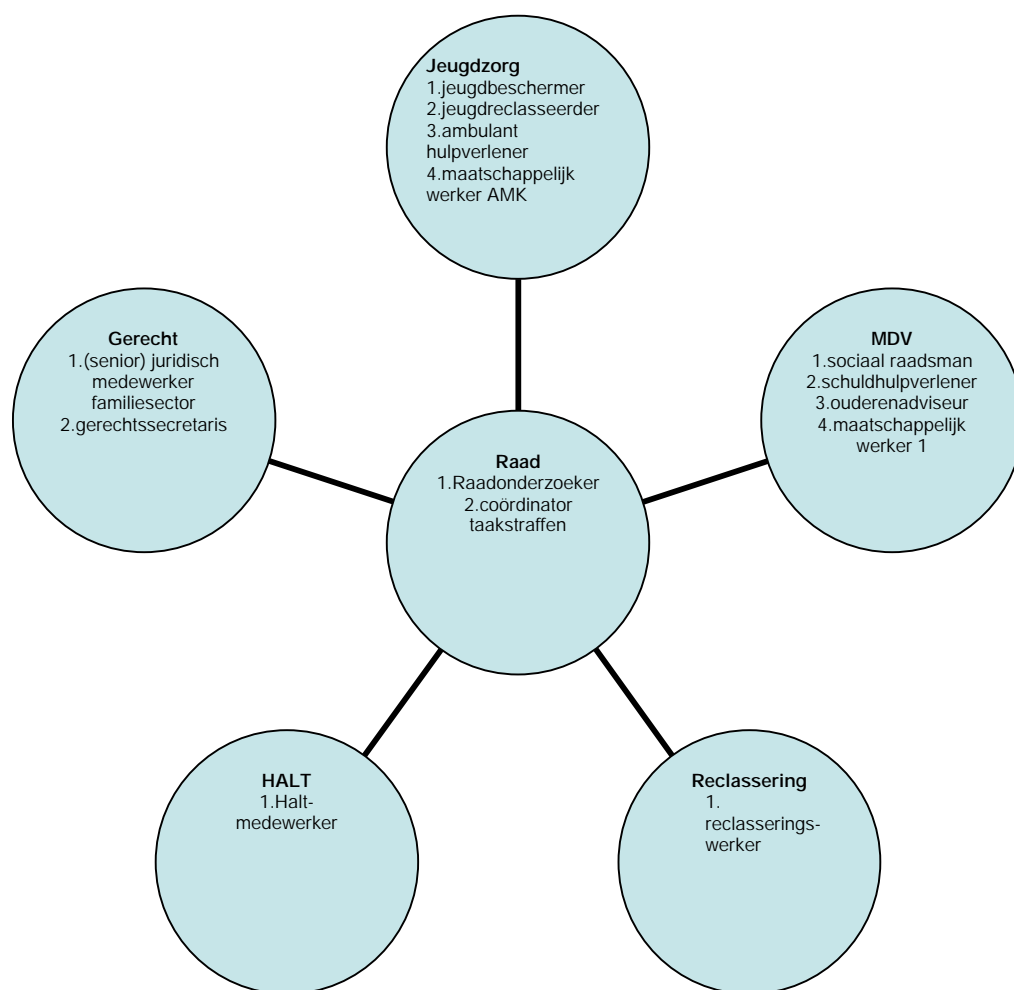 Jeugdzorg
1.jeugdbeschermer
2.jeugdreclasseerder
3.ambulant
hulpverlener
4.maatschappelijk
werker AMK
Gerecht
1.(senior) juridisch
medewerker
familiesector
2.gerechtssecretaris
MDV
1.sociaal raadsman
2.schuldhulpverlener
3.ouderenadviseur
4.maatschappelijk
werker 1
Raad
1.Raadonderzoeker
2.coördinator
taakstraffen
HALT
1.Halt-
medewerker
Reclassering
1.
reclasserings-
werker